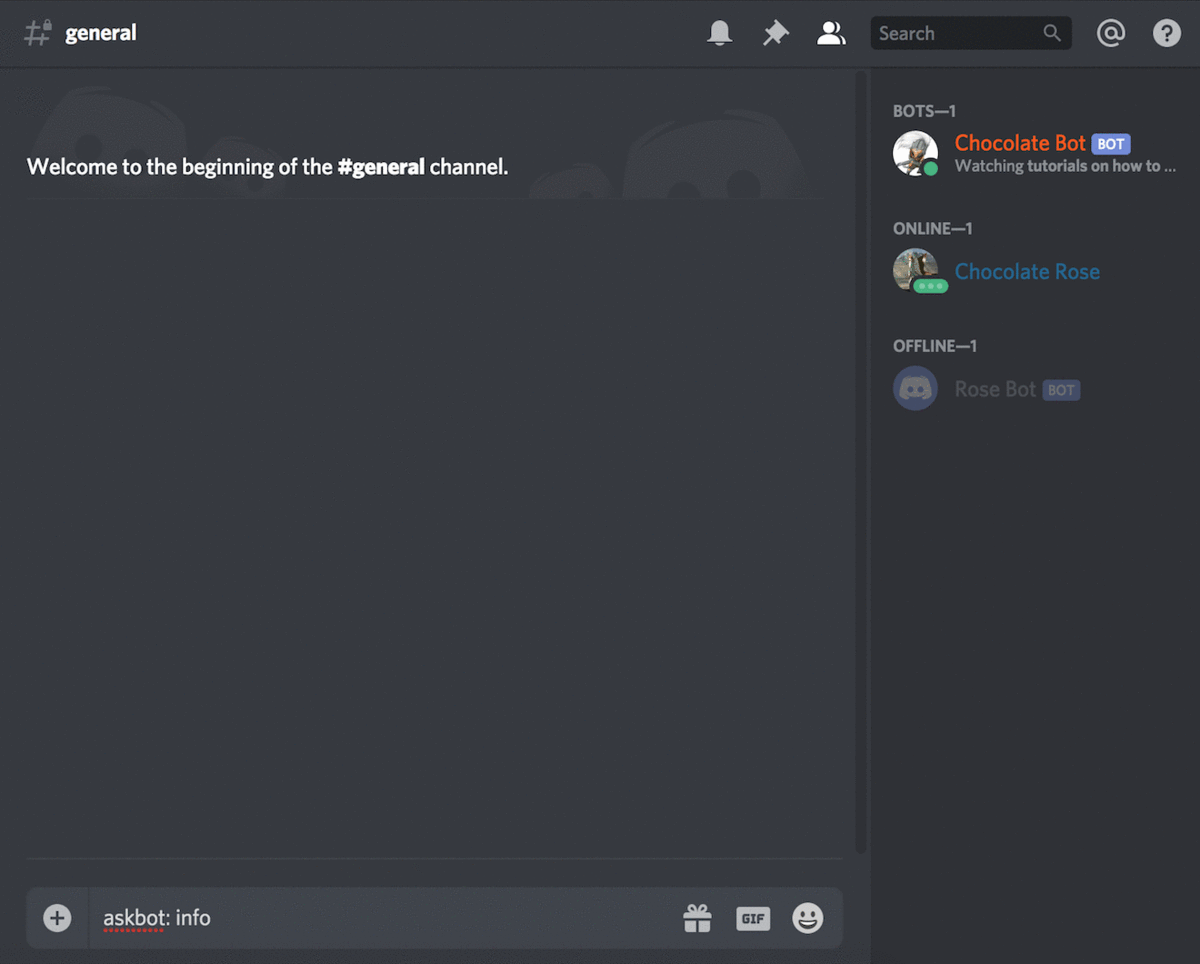 general
Search
Welcome to the beginning of the #general channel.
BOTS—1
Chocolate Bot BOT
Watching tutorials on how to ...
ONLINE—1
Chocolate Rose
OFFLINE—1
Rose Bot BOT
askbot: info
GIF